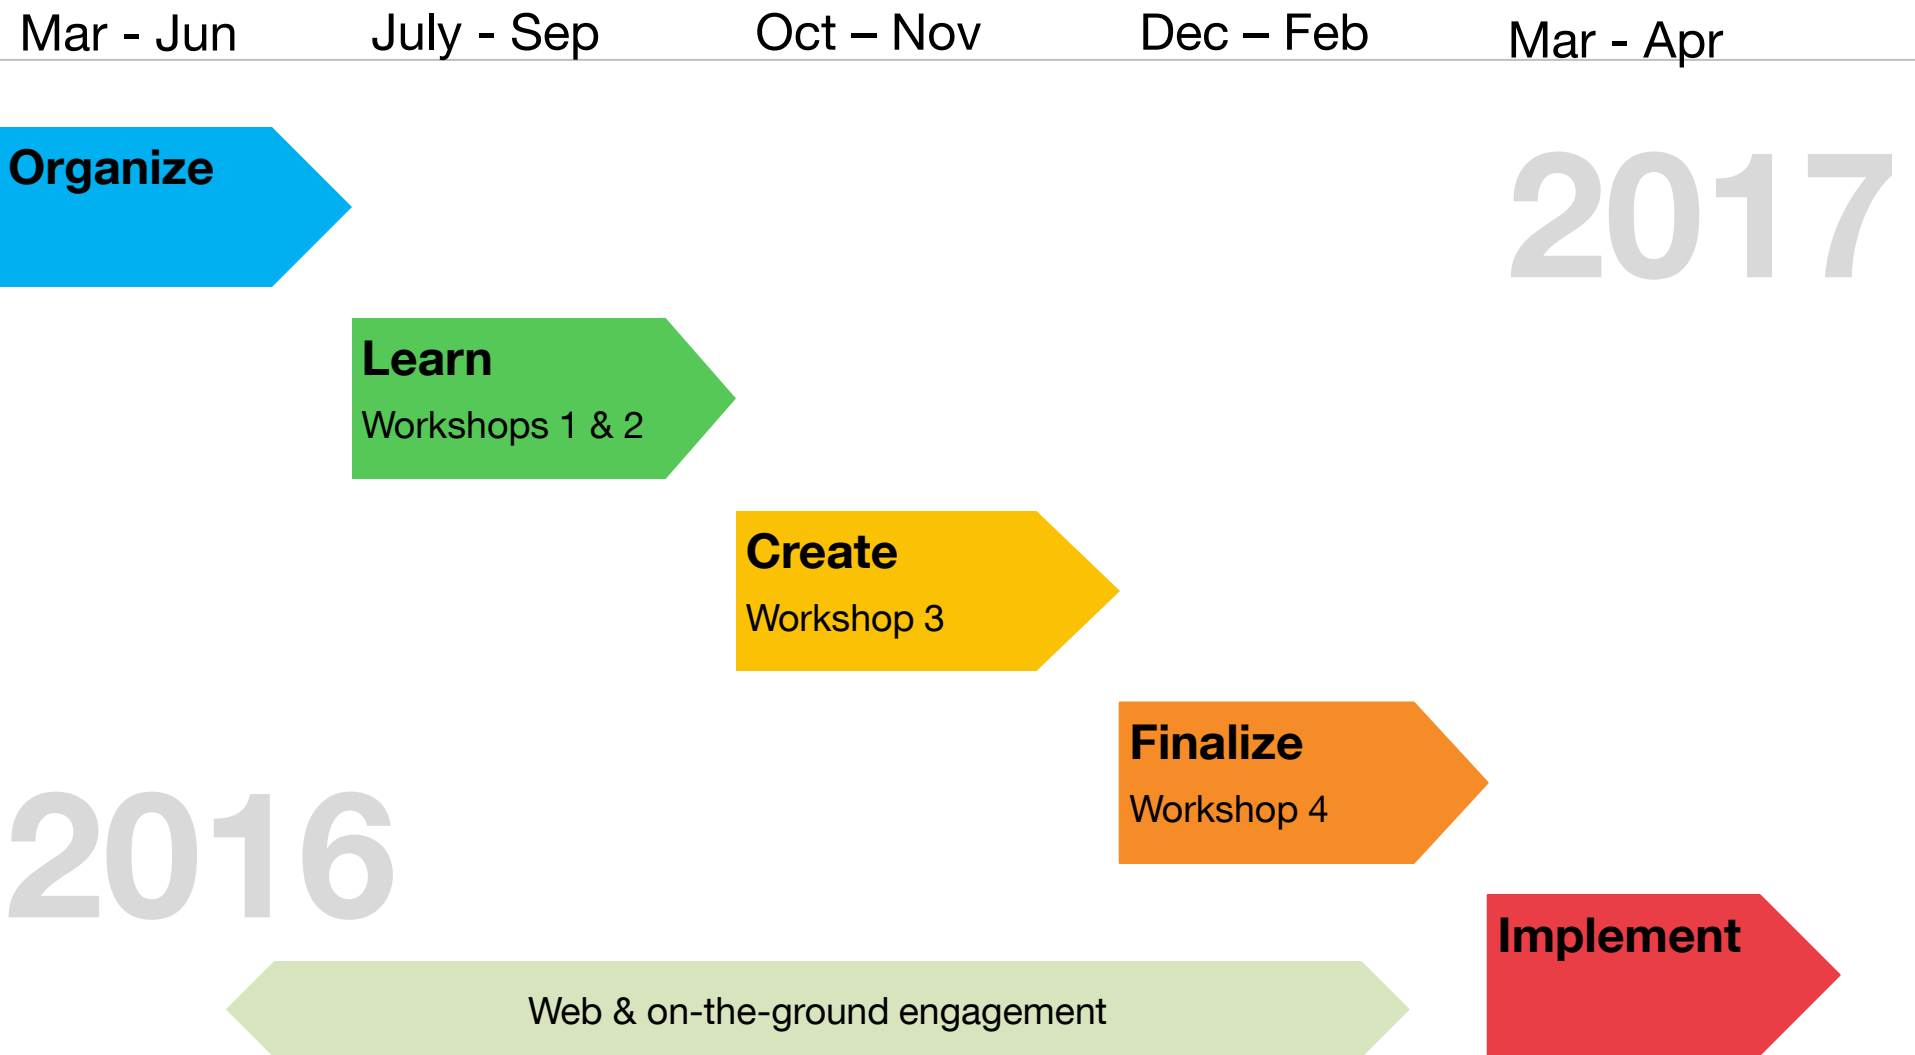 Mar - Jun
July - Sep
Oct – Nov
Dec – Feb
Mar - Apr
Organize
2017
Learn
Workshops 1 & 2
Create
Workshop 3
Finalize
Workshop 4
2016
Implement
Web & on-the-ground engagement